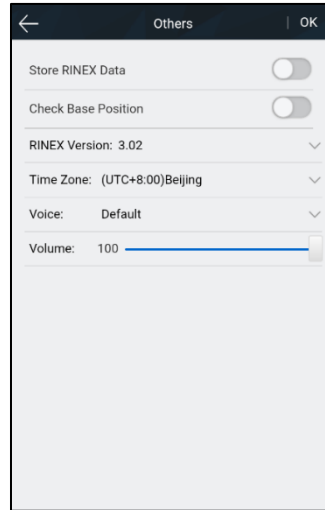 Others | OK
Store RINEX Data
Check Base Position
RINEX Version: 3.02
Time Zone: (UTC+8:00)Beijing
Voice: Default
Volume: 100